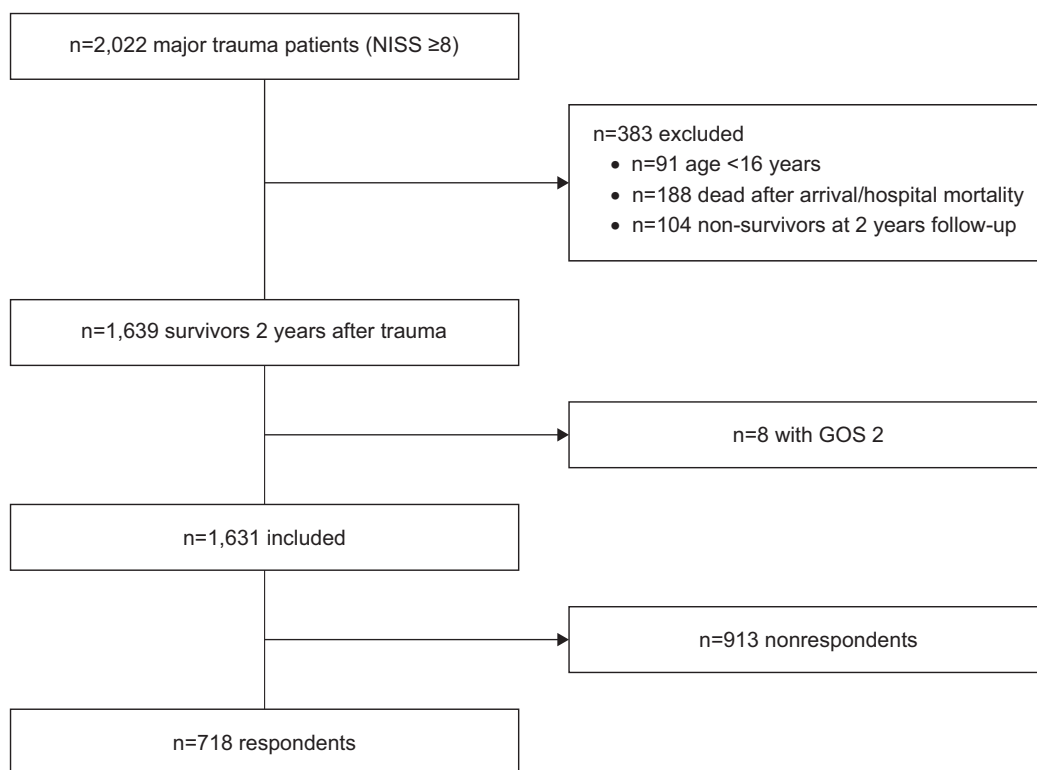 n=2,022 major trauma patients (NISS ≥8)
n=383 excluded
• n=91 age <16 years
• n=188 dead after arrival/hospital mortality
• n=104 non-survivors at 2 years follow-up
n=1,639 survivors 2 years after trauma
n=8 with GOS 2
n=1,631 included
n=913 nonrespondents
n=718 respondents